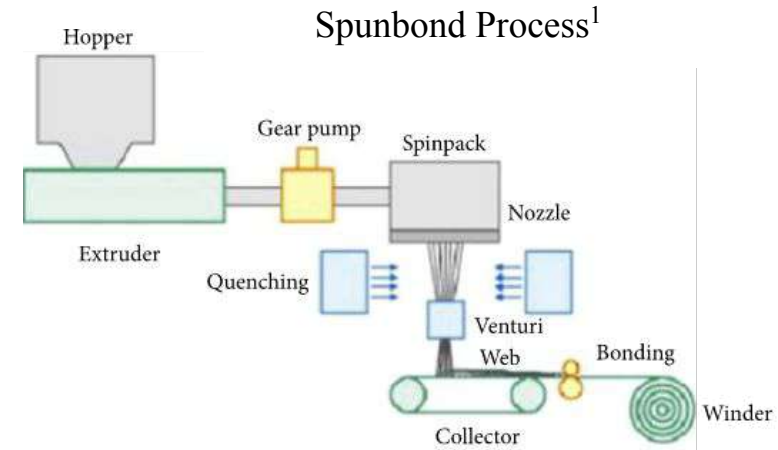 Spunbond Process1
Hopper
Gear pump
Spinpack
Nozzle
Extruder
Quenching
Venturi
Web
Bonding
Winder
Collector